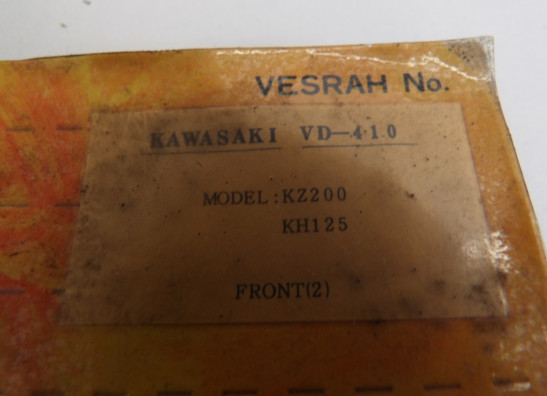 VESRAH No.
KAWASAKI VD-410
MODEL:KZ200
KH125
FRONT(2)